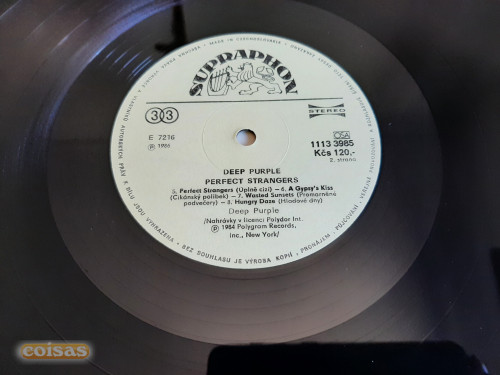 SUPRAPHON
33
STEREO
E 7216
Ⓟ 1986
OSA
1113 3985
Kčs 120,-
2. strana
DEEP PURPLE
PERFECT STRANGERS
5. Perfect Strangers (Úplně cizí) – 6. A Gypsy's Kiss
(Cikánský polibek) – 7. Wasted Sunsets (Promarněné
podvečery) – 8. Hungry Daze (Hladové dny)
Deep Purple
/Nahrávky v licenci Polydor Int.
Ⓟ 1984 Polygram Records,
Inc., New York/
BEZ SOUHLASU JE VÝROBA KOPIÍ, PRONÁJEM, PŮJČOVÁNÍ,
MADE IN CZECHOSLOVAKIA
coisas